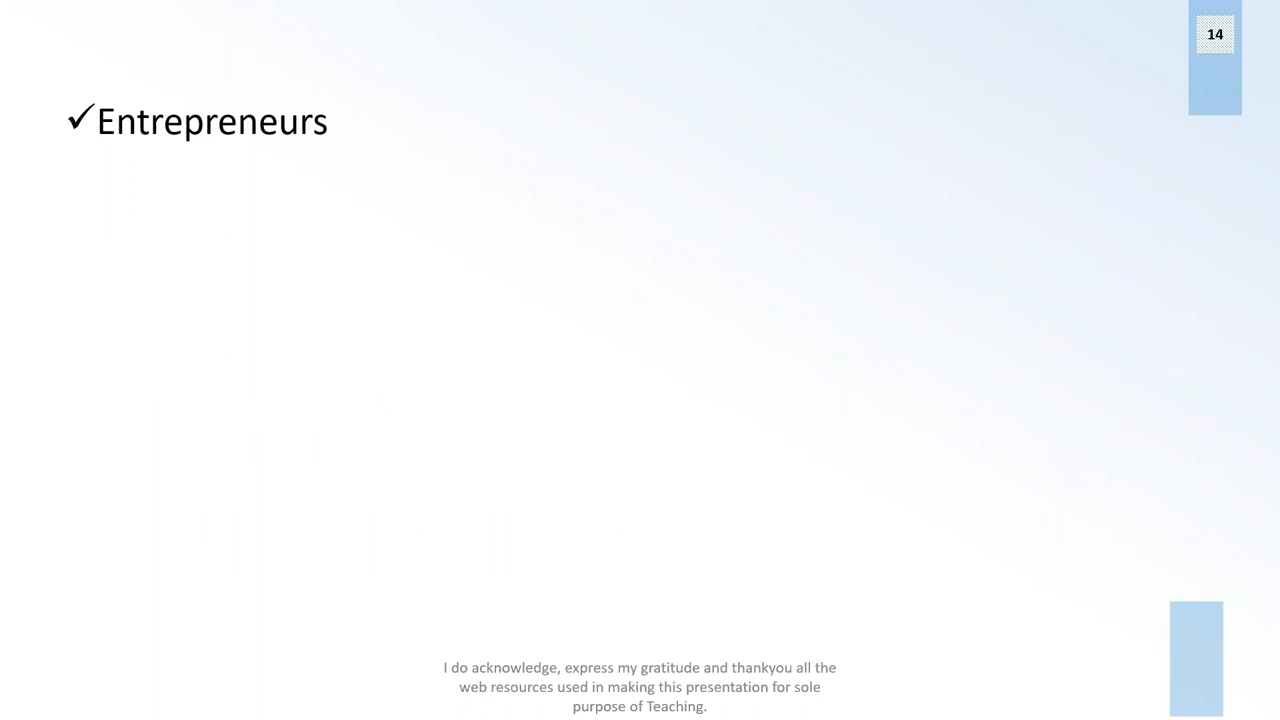 14
✓Entrepreneurs
I do acknowledge, express my gratitude and thankyou all the
web resources used in making this presentation for sole
purpose of Teaching.